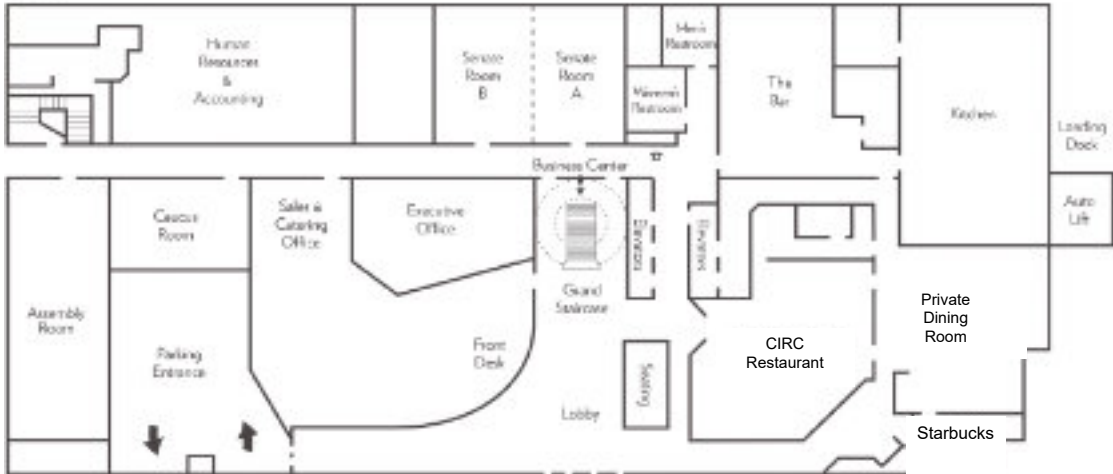 Human
Resources
&
Accounting
Senate
Room
B
Senate
Room
A
Men's
Restroom
Women's
Restroom
The
Bar
Kitchen
Loading
Dock
Auto
Lift
Business Center
Caucus
Room
Sales &
Catering
Office
Executive
Office
Elevators
Elevators
Grand
Staircase
Assembly
Room
Parking
Entrance
Front
Desk
Lobby
Seating
CIRC
Restaurant
Private
Dining
Room
Starbucks